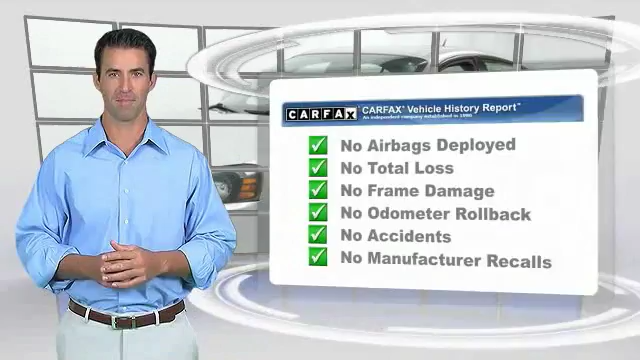 CARFAX CARFAX Vehicle History Report™
An independent company established in 1986
No Airbags Deployed
No Total Loss
No Frame Damage
No Odometer Rollback
No Accidents
No Manufacturer Recalls